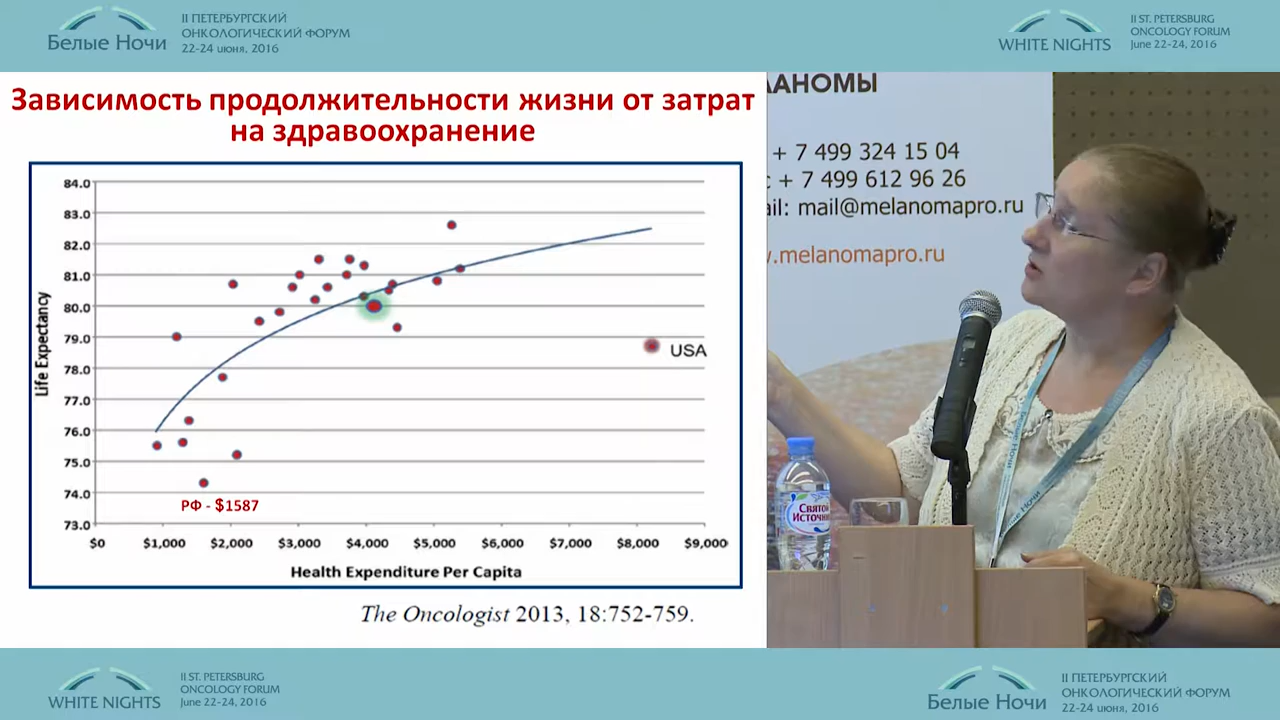 Белые Ночи
II ПЕТЕРБУРГСКИЙ
ОНКОЛОГИЧЕСКИЙ ФОРУМ
22-24 июня, 2016
WHITE NIGHTS
II ST. PETERSBURG
ONCOLOGY FORUM
June 22-24, 2016
Зависимость продолжительности жизни от затрат
на здравоохранение
84.0
83.0
82.0
81.0
80.0
79.0
78.0
77.0
76.0
75.0
74.0
73.0
Life Expectancy
USA
РФ - $1587
$0
$1,000
$2,000
$3,000
$4,000
$5,000
$6,000
$7,000
$8,000
$9,000
Health Expenditure Per Capita
The Oncologist 2013, 18:752-759.
АНОМЫ
+ 7 499 324 15 04
с + 7 499 612 96 26
ail: mail@melanomapro.ru
w.melanomapro.ru
Святой
Источник
Белые Ночи
WHITE NIGHTS
II ST. PETERSBURG
ONCOLOGY FORUM
June 22-24, 2016
Белые Ночи
II ПЕТЕРБУРГСКИЙ
ОНКОЛОГИЧЕСКИЙ ФОРУМ
22-24 июня, 2016